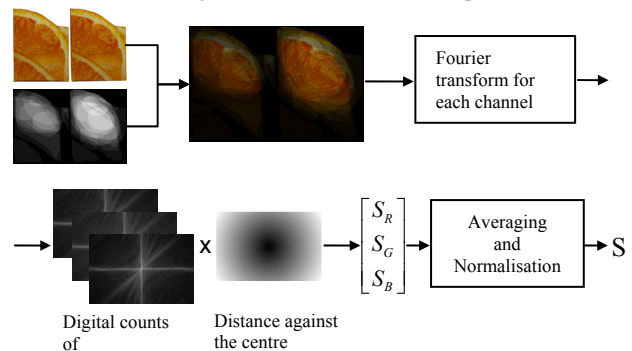 Fourier
transform for
each channel
x
S_R
S_G
S_B
Averaging
and
Normalisation
S
Digital counts
of
Distance against
the centre